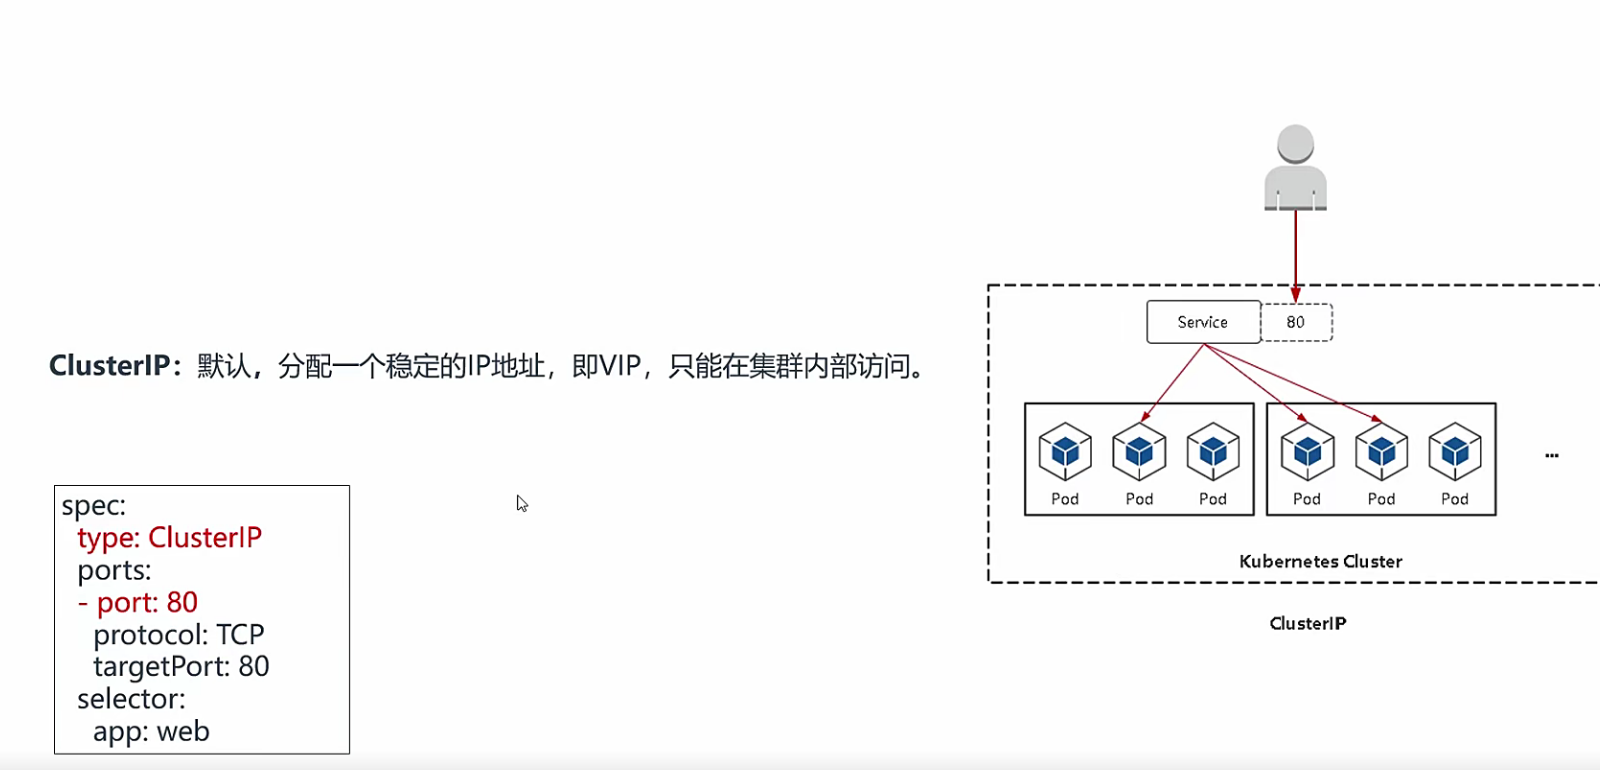 ClusterIP：默认，分配一个稳定的IP地址，即VIP，只能在集群内部访问。
spec:
type: ClusterIP
ports:
- port: 80
protocol: TCP
targetPort: 80
selector:
app: web
Service 80
Pod Pod Pod Pod Pod Pod
...
Kubernetes Cluster
ClusterIP